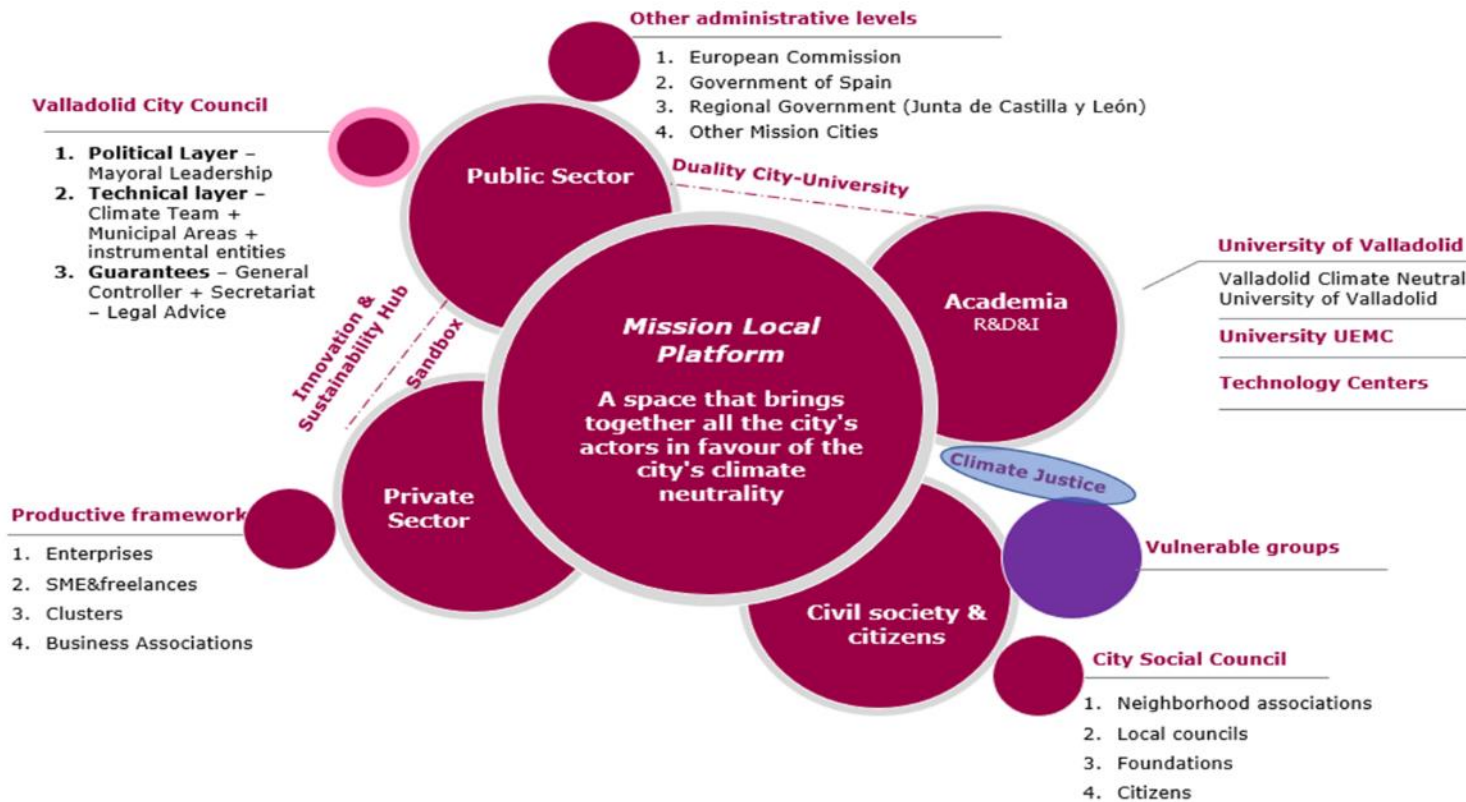 Other administrative levels
1. European Commission
2. Government of Spain
3. Regional Government (Junta de Castilla y León)
4. Other Mission Cities
Valladolid City Council
1. Political Layer –
Mayoral Leadership
2. Technical layer –
Climate Team +
Municipal Areas +
instrumental entities
3. Guarantees – General
Controller + Secretariat
– Legal Advice
Public Sector
Duality City-University
Innovation &
Sustainability Hub
Sandbox
Mission Local
Platform
A space that brings
together all the city's
actors in favour of the
city's climate
neutrality
Academia
R&D&I
University of Valladolid
Valladolid Climate Neutral
University of Valladolid
University UEMC
Technology Centers
Climate Justice
Private
Sector
Productive framework
1. Enterprises
2. SME&freelances
3. Clusters
4. Business Associations
Vulnerable groups
Civil society &
citizens
City Social Council
1. Neighborhood associations
2. Local councils
3. Foundations
4. Citizens